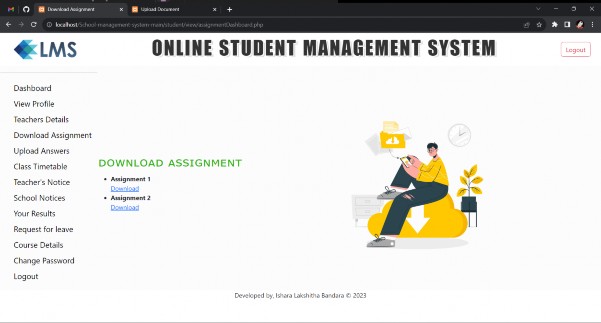 Download Assignment
Upload Document
localhost/School-management-system-main/student/view/assignmentDashboard.php
LMS
ONLINE STUDENT MANAGEMENT SYSTEM
Logout
Dashboard
View Profile
Teachers Details
Download Assignment
Upload Answers
Class Timetable
Teacher's Notice
School Notices
Your Results
Request for leave
Course Details
Change Password
Logout
DOWNLOAD ASSIGNMENT
Assignment 1
Download
Assignment 2
Download
Developed by, Ishara Lakshitha Bandara © 2023